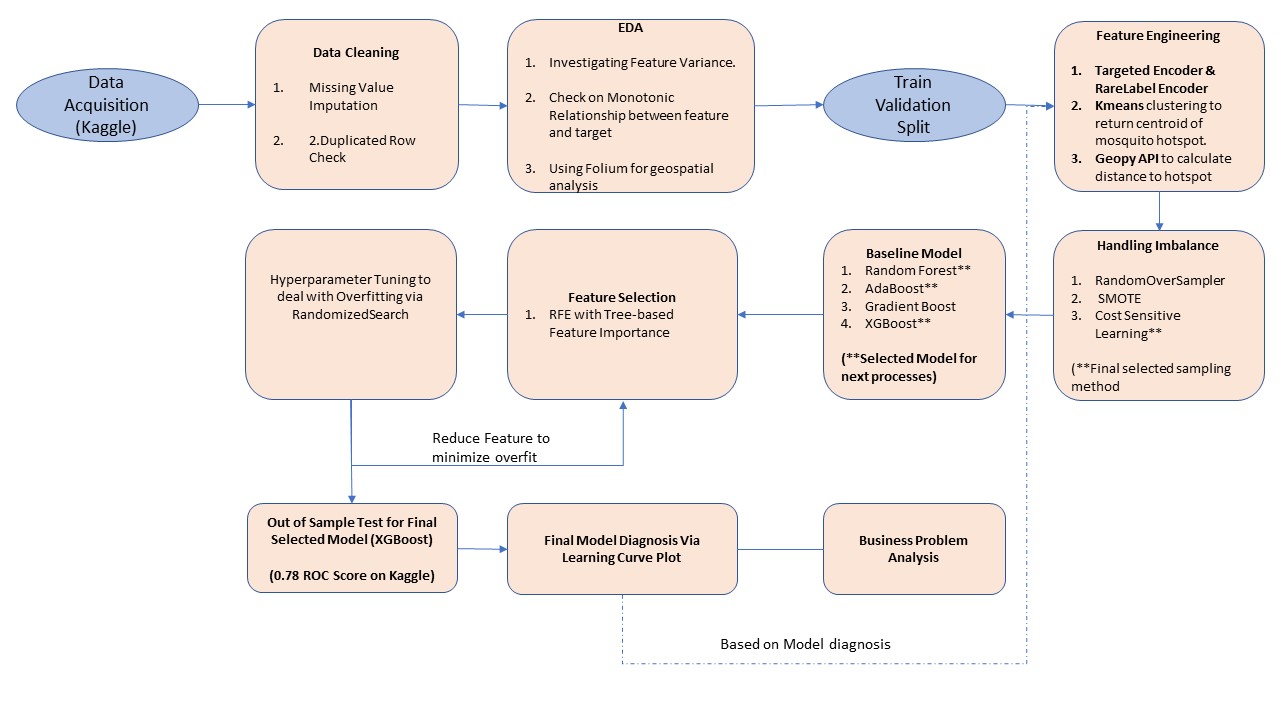 Data
Acquisition
(Kaggle)
Data Cleaning
1. Missing Value
Imputation
2. 2.Duplicated Row
Check
EDA
1. Investigating Feature Variance.
2. Check on Monotonic
Relationship between feature
and target
3. Using Folium for geospatial
analysis
Train
Validation
Split
Feature Engineering
1. Targeted Encoder &
RareLabel Encoder
2. Kmeans clustering to
return centroid of
mosquito hotspot.
3. Geopy API to calculate
distance to hotspot
Handling Imbalance
1. RandomOverSampler
2. SMOTE
3. Cost Sensitive
Learning**
(**Final selected sampling
method
Baseline Model
1. Random Forest**
2. AdaBoost**
3. Gradient Boost
4. XGBoost**
(**Selected Model for
next processes)
Feature Selection
1. RFE with Tree-based
Feature Importance
Hyperparameter Tuning to
deal with Overfitting via
RandomizedSearch
Reduce Feature to
minimize overfit
Out of Sample Test for Final
Selected Model (XGBoost)
(0.78 ROC Score on Kaggle)
Final Model Diagnosis Via
Learning Curve Plot
Business Problem
Analysis
Based on Model diagnosis